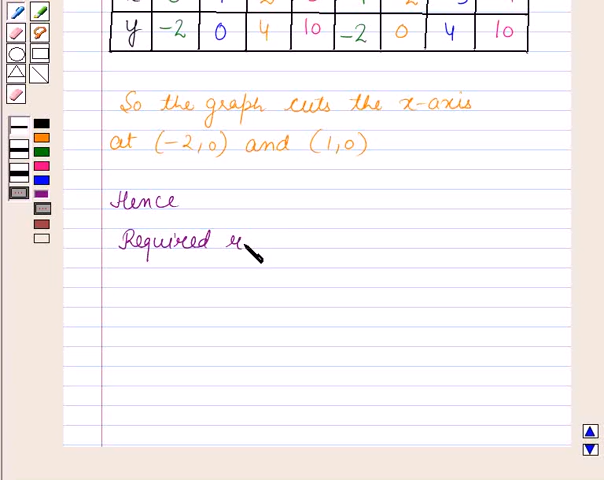 y -2 0 4 10 -2 0 4 10
So the graph cuts the x-axis
at (-2,0) and (1,0)
Hence
Required r